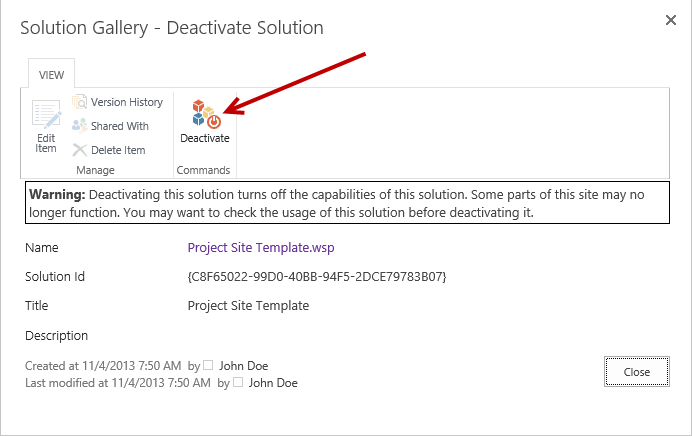 Solution Gallery - Deactivate Solution
VIEW
Edit
Item
Version History
Shared With
Delete Item
Manage
Deactivate
Commands
Warning: Deactivating this solution turns off the capabilities of this solution. Some parts of this site may no
longer function. You may want to check the usage of this solution before deactivating it.
Name Project Site Template.wsp
Solution Id {C8F65022-99D0-40BB-94F5-2DCE79783B07}
Title Project Site Template
Description
Created at 11/4/2013 7:50 AM by John Doe
Last modified at 11/4/2013 7:50 AM by John Doe
Close